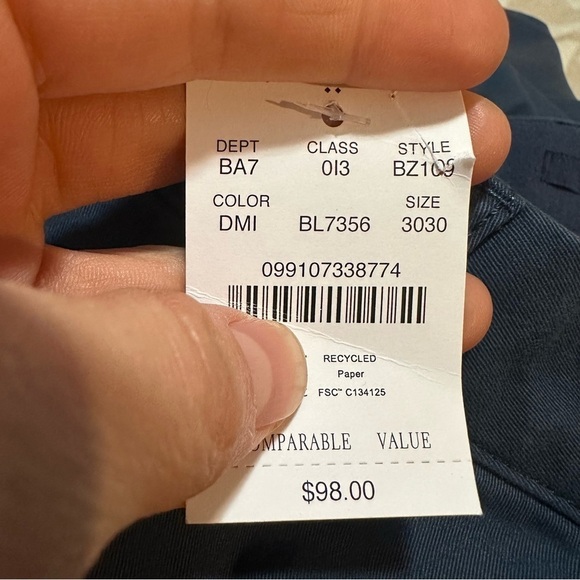 DEPT CLASS STYLE
BA7 0I3 BZ109
COLOR SIZE
DMI BL7356 3030
099107338774
RECYCLED
Paper
FSC™ C134125
VALUE
$98.00